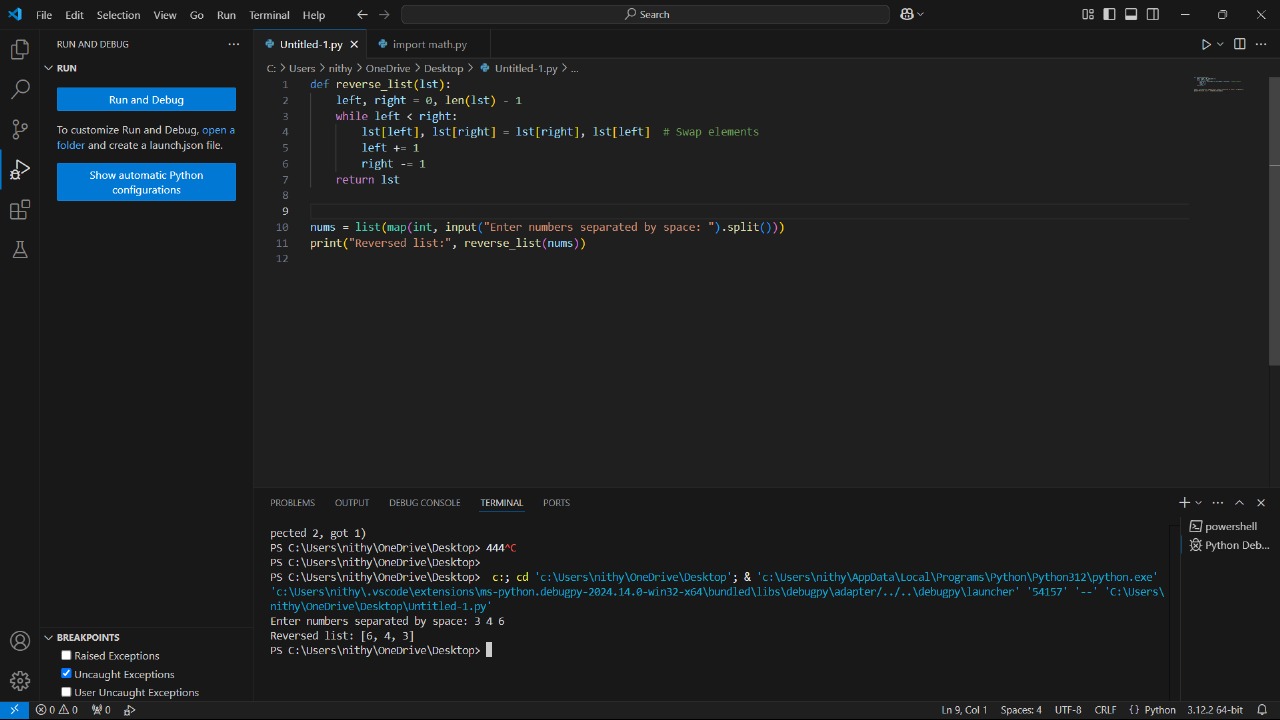 File Edit Selection View Go Run Terminal Help Search
RUN AND DEBUG
RUN
Run and Debug
To customize Run and Debug, open a
folder and create a launch.json file.
Show automatic Python
configurations
BREAKPOINTS
Raised Exceptions
Uncaught Exceptions
User Uncaught Exceptions
Untitled-1.py import math.py
C: > Users > nithy > OneDrive > Desktop > Untitled-1.py > ...
1 def reverse_list(lst):
2 left, right = 0, len(lst) - 1
3 while left < right:
4 lst[left], lst[right] = lst[right], lst[left] # Swap elements
5 left += 1
6 right -= 1
7 return lst
8
9
10 nums = list(map(int, input("Enter numbers separated by space: ").split()))
11 print("Reversed list:", reverse_list(nums))
12
PROBLEMS OUTPUT DEBUG CONSOLE TERMINAL PORTS
pected 2, got 1)
PS C:\Users\nithy\OneDrive\Desktop> 444^C
PS C:\Users\nithy\OneDrive\Desktop>
PS C:\Users\nithy\OneDrive\Desktop> c:; cd 'c:\Users\nithy\OneDrive\Desktop'; & 'c:\Users\nithy\AppData\Local\Programs\Python\Python312\python.exe'
'c:\Users\nithy\.vscode\extensions\ms-python.debugpy-2024.14.0-win32-x64\bundled\libs\debugpy\adapter/../..\debugpy\launcher' '54157' '--' 'C:\Users\
nithy\OneDrive\Desktop\Untitled-1.py'
Enter numbers separated by space: 3 4 6
Reversed list: [6, 4, 3]
PS C:\Users\nithy\OneDrive\Desktop>
powershell
Python Deb...
0 0 0 Ln 9, Col 1 Spaces: 4 UTF-8 CRLF {} Python 3.12.2 64-bit